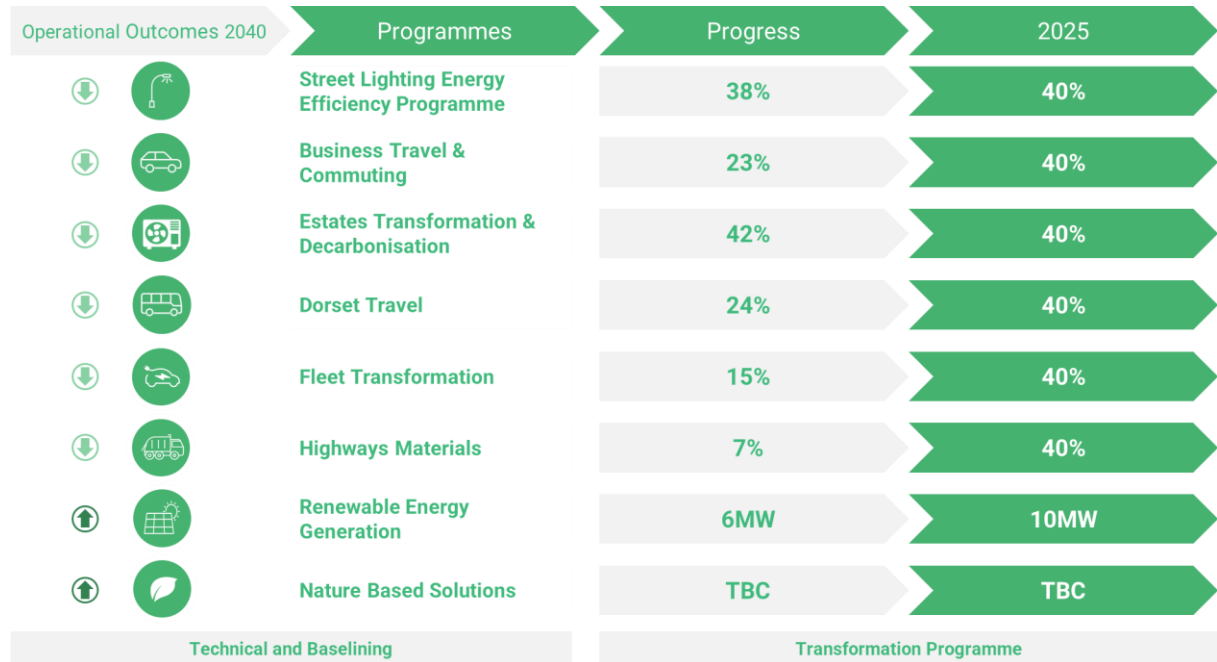 Operational Outcomes 2040
Programmes
Progress
2025
Street Lighting Energy
Efficiency Programme
38%
40%
Business Travel &
Commuting
23%
40%
Estates Transformation &
Decarbonisation
42%
40%
Dorset Travel
24%
40%
Fleet Transformation
15%
40%
Highways Materials
7%
40%
Renewable Energy
Generation
6MW
10MW
Nature Based Solutions
TBC
TBC
Technical and Baselining
Transformation Programme